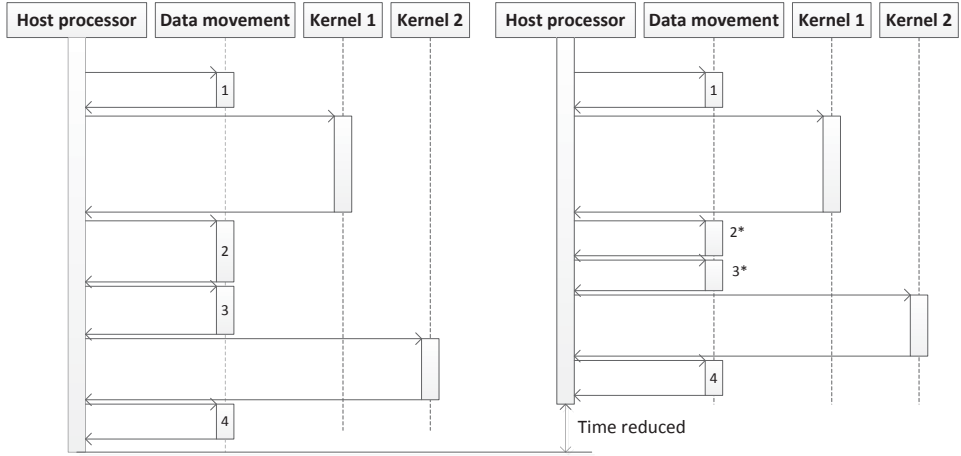 Host processor Data movement Kernel 1 Kernel 2
1
2
3
4
Host processor Data movement Kernel 1 Kernel 2
1
2*
3*
4
Time reduced